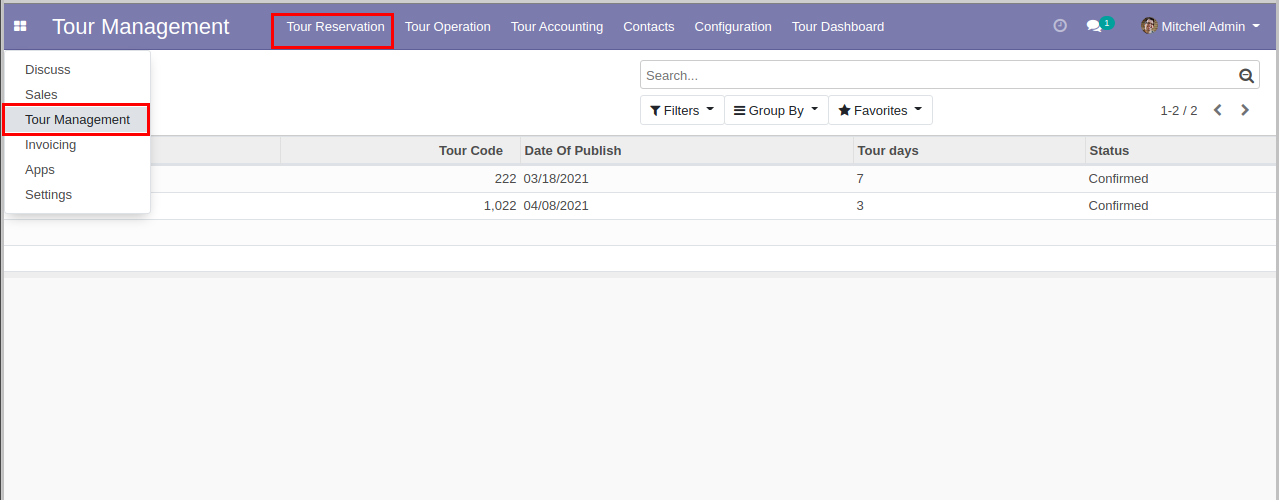 Tour Management Tour Reservation Tour Operation Tour Accounting Contacts Configuration Tour Dashboard 1 Mitchell Admin
Discuss
Sales
Tour Management
Invoicing
Apps
Settings
Search...
Filters Group By Favorites 1-2 / 2
Tour Code Date Of Publish Tour days Status
222 03/18/2021 7 Confirmed
1,022 04/08/2021 3 Confirmed